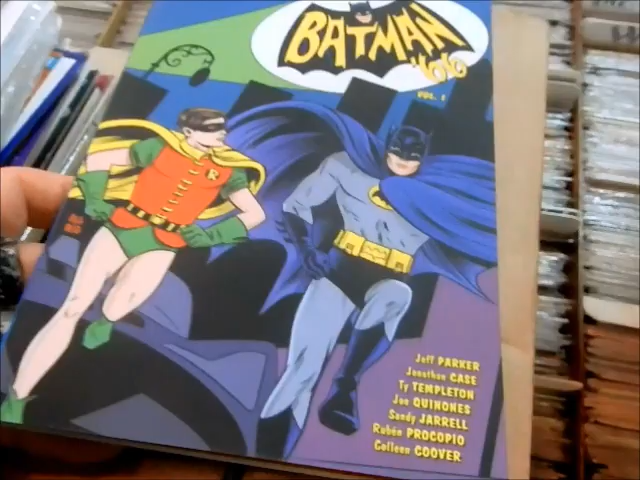 BATMAN
'66
VOL. 1
R
Jeff PARKER
Jonathan CASE
Ty TEMPLETON
Joe QUINONES
Sandy JARRELL
Rubén PROCOPIO
Colleen COOVER